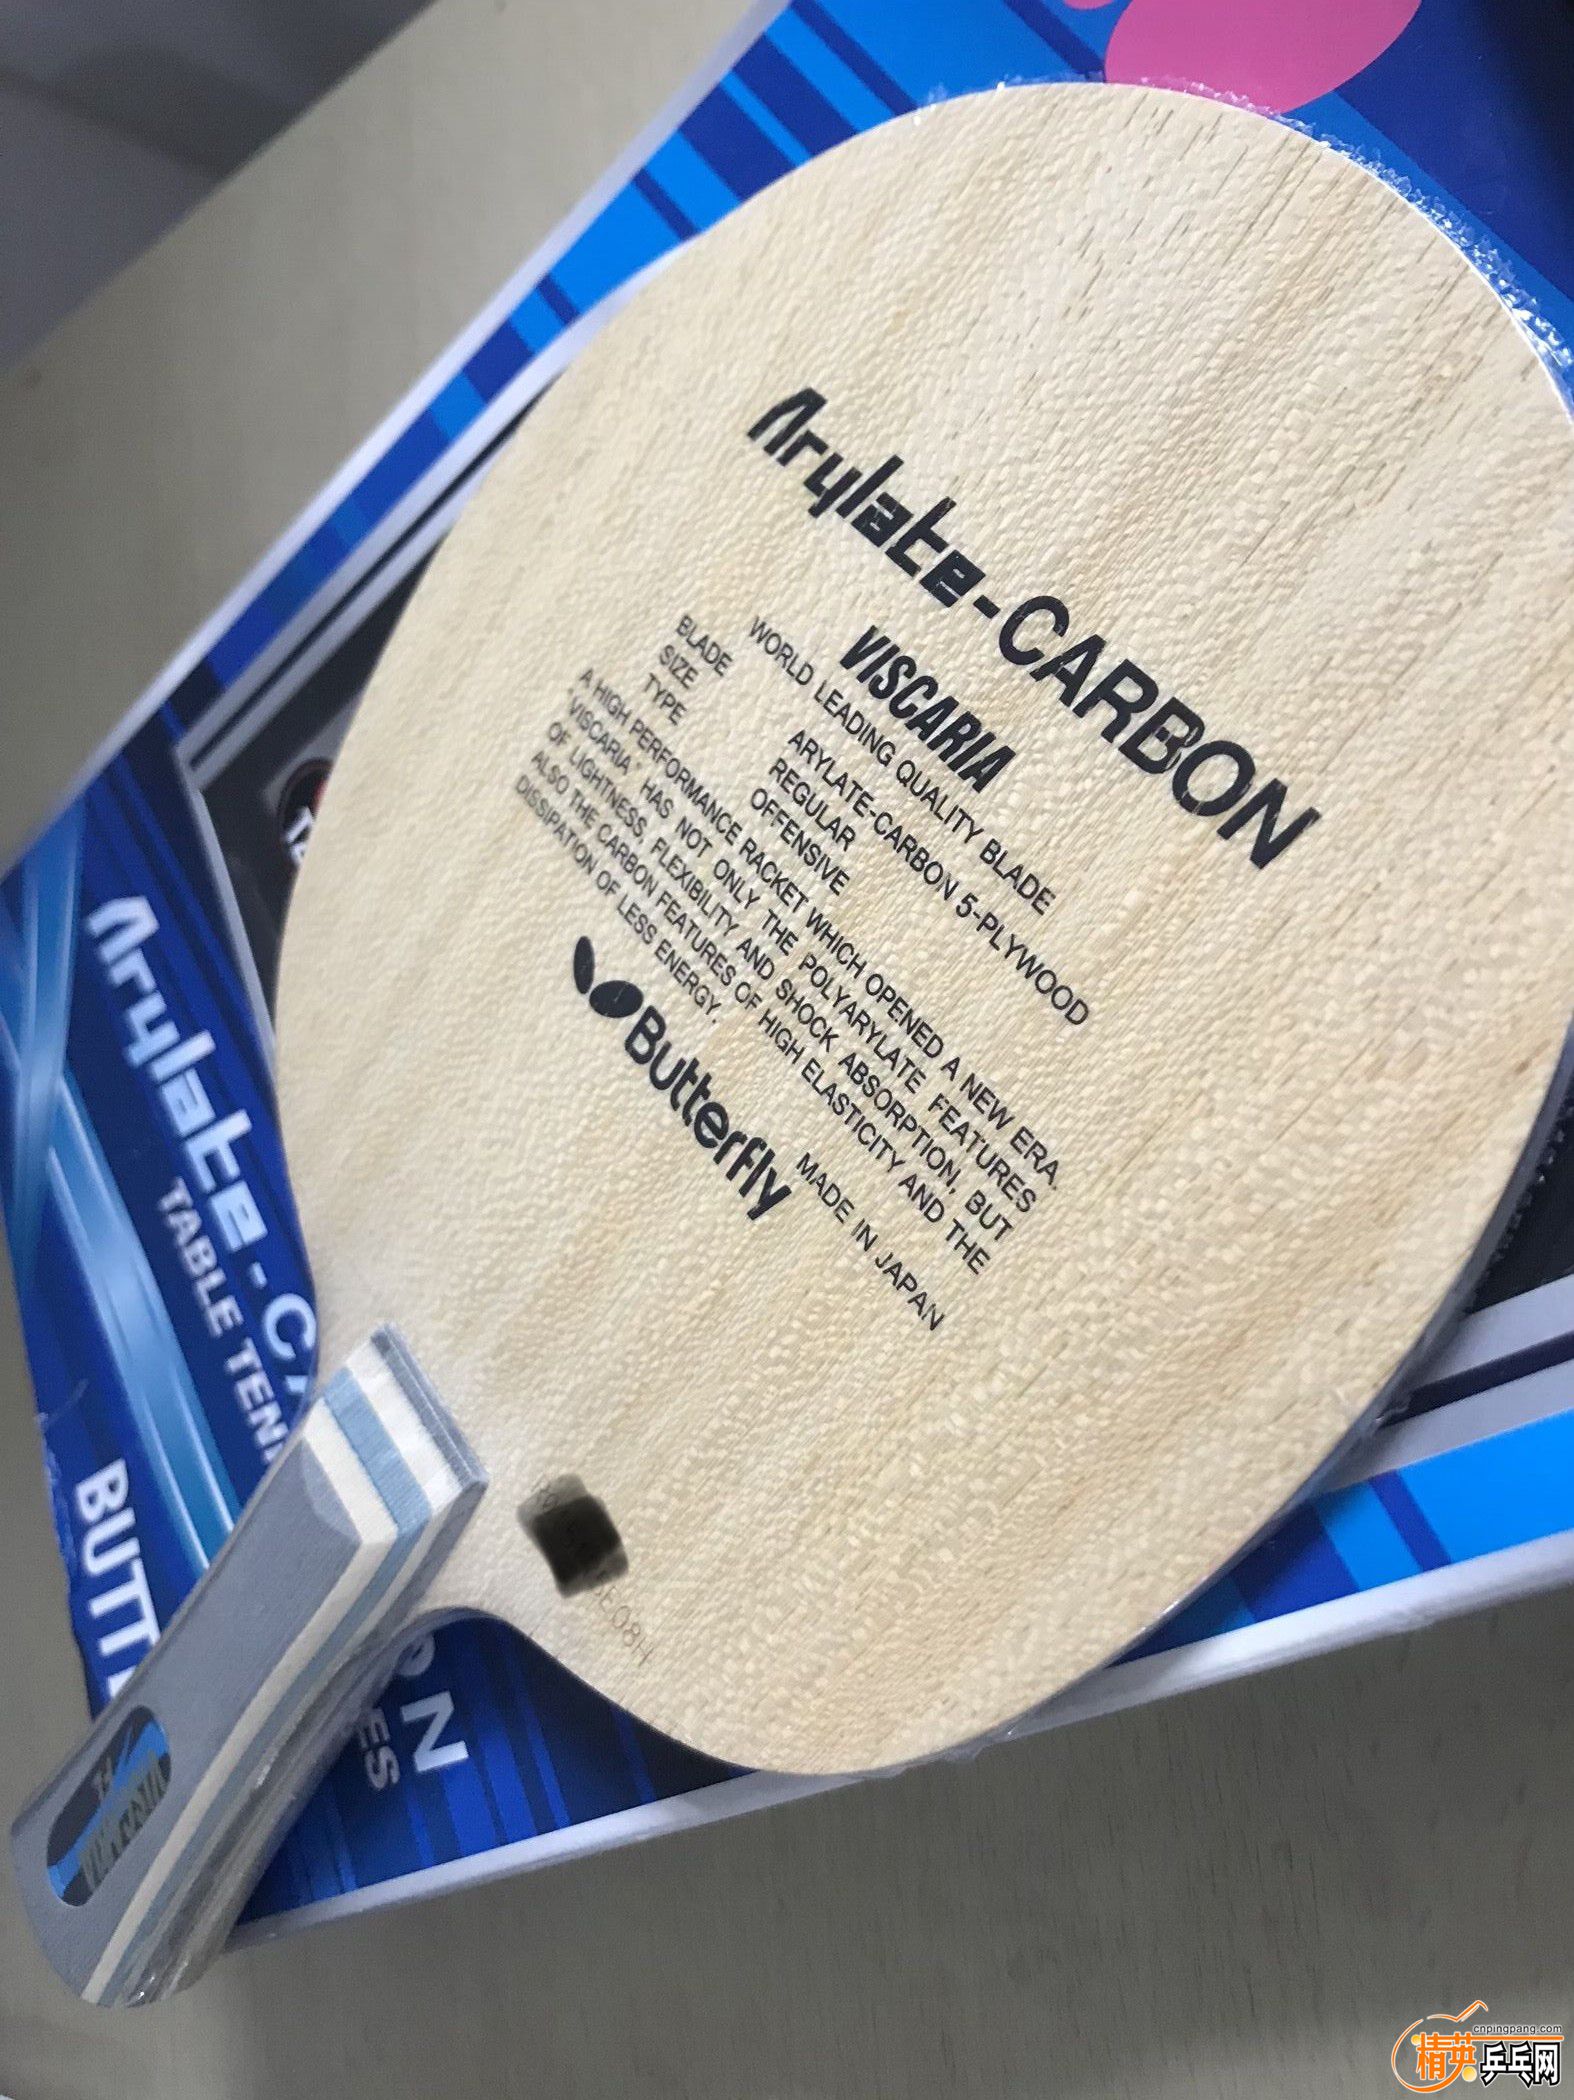 Arylate-CARBON
VISCARIA
WORLD LEADING QUALITY BLADE
BLADE ARYLATE-CARBON 5-PLYWOOD
SIZE REGULAR
TYPE OFFENSIVE
A HIGH PERFORMANCE RACKET WHICH OPENED A NEW ERA.
"VISCARIA" HAS NOT ONLY THE POLYARYLATE FEATURES
OF LIGHTNESS, FLEXIBILITY AND SHOCK ABSORPTION, BUT
ALSO THE CARBON FEATURES OF HIGH ELASTICITY AND THE
DISSIPATION OF LESS ENERGY.
Butterfly MADE IN JAPAN
Arylate-CA
TABLE TENN
BUTT
ON
ES
cnpingpang.com
精英乒乓网